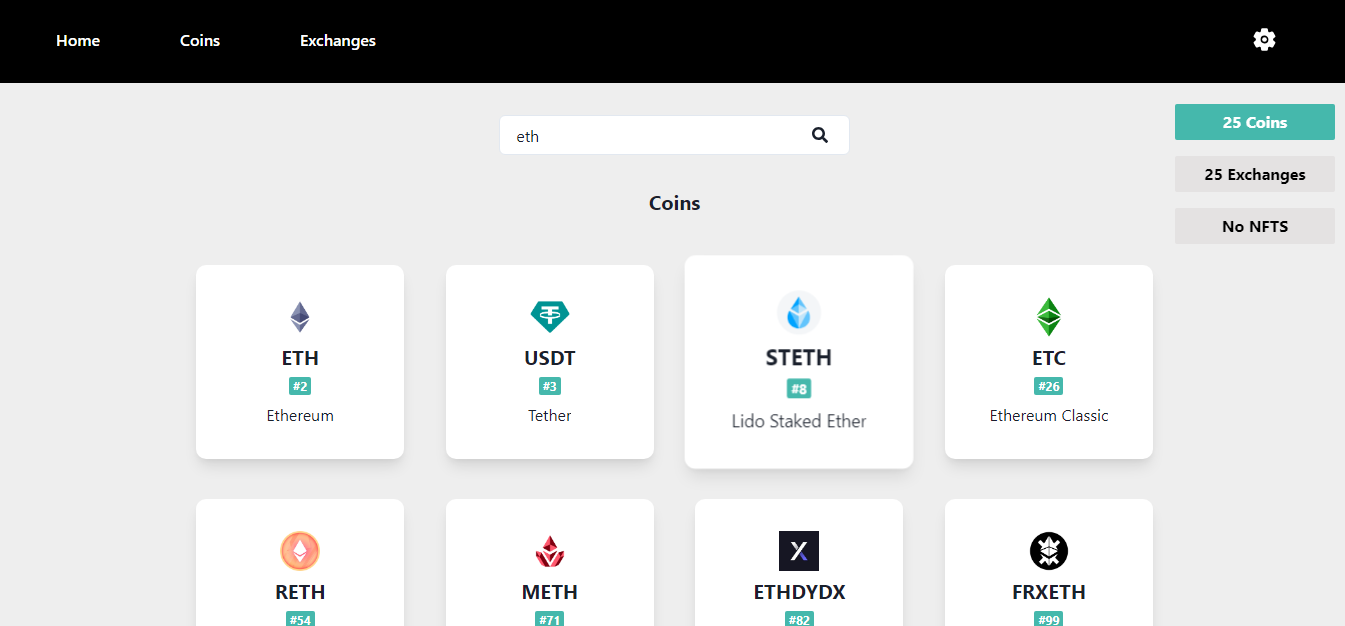 Home Coins Exchanges
eth
25 Coins
25 Exchanges
No NFTS
Coins
ETH
#2
Ethereum
USDT
#3
Tether
STETH
#8
Lido Staked Ether
ETC
#26
Ethereum Classic
RETH
#54
METH
#71
ETHDYDX
#82
FRXETH
#99